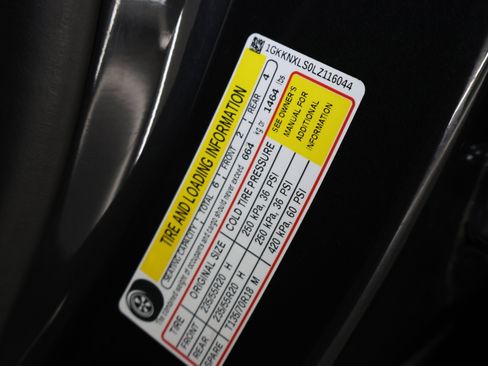 1GKKNXLS0LZ116044
TIRE AND LOADING INFORMATION
SEATING CAPACITY TOTAL 6 FRONT 2 REAR 4
The combined weight of occupants and cargo should never exceed 664 kg or 1464 lbs
TIRE ORIGINAL SIZE COLD TIRE PRESSURE
FRONT 235/55R20 H 250 kPa, 36 PSI
REAR 235/55R20 H 250 kPa, 36 PSI
SPARE T135/70R18 M 420 kPa, 60 PSI
SEE OWNER'S
MANUAL FOR
ADDITIONAL
INFORMATION